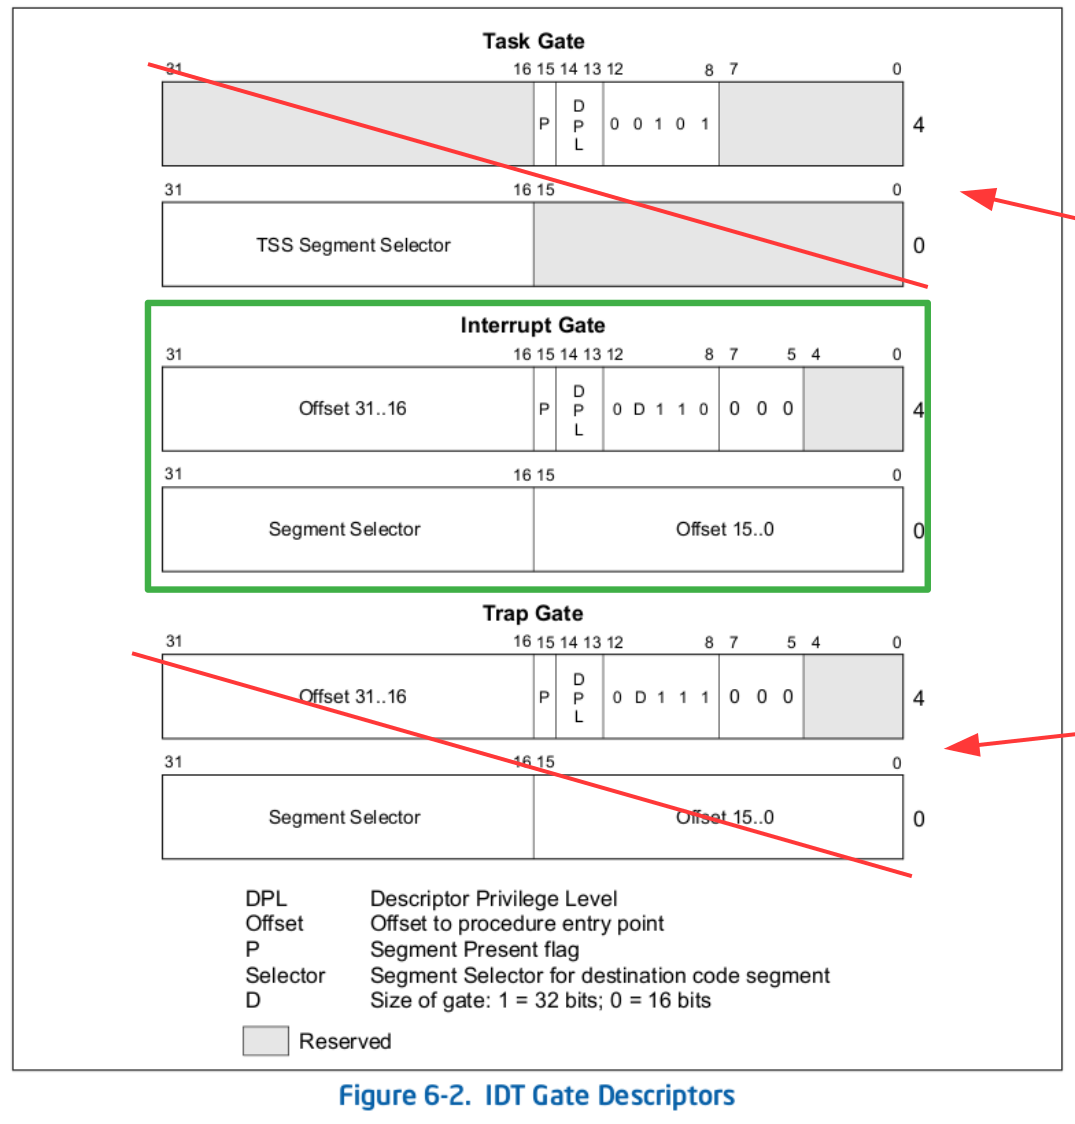 Task Gate
31 16 15 14 13 12 8 7 0
P D P L 0 0 1 0 1 4
31 16 15 0
TSS Segment Selector 0
Interrupt Gate
31 16 15 14 13 12 8 7 5 4 0
Offset 31..16 P D P L 0 D 1 1 0 0 0 0 4
31 16 15 0
Segment Selector Offset 15..0 0
Trap Gate
31 16 15 14 13 12 8 7 5 4 0
Offset 31..16 P D P L 0 D 1 1 1 0 0 0 4
31 16 15 0
Segment Selector Offset 15..0 0
DPL Descriptor Privilege Level
Offset Offset to procedure entry point
P Segment Present flag
Selector Segment Selector for destination code segment
D Size of gate: 1 = 32 bits; 0 = 16 bits
Reserved
Figure 6-2. IDT Gate Descriptors